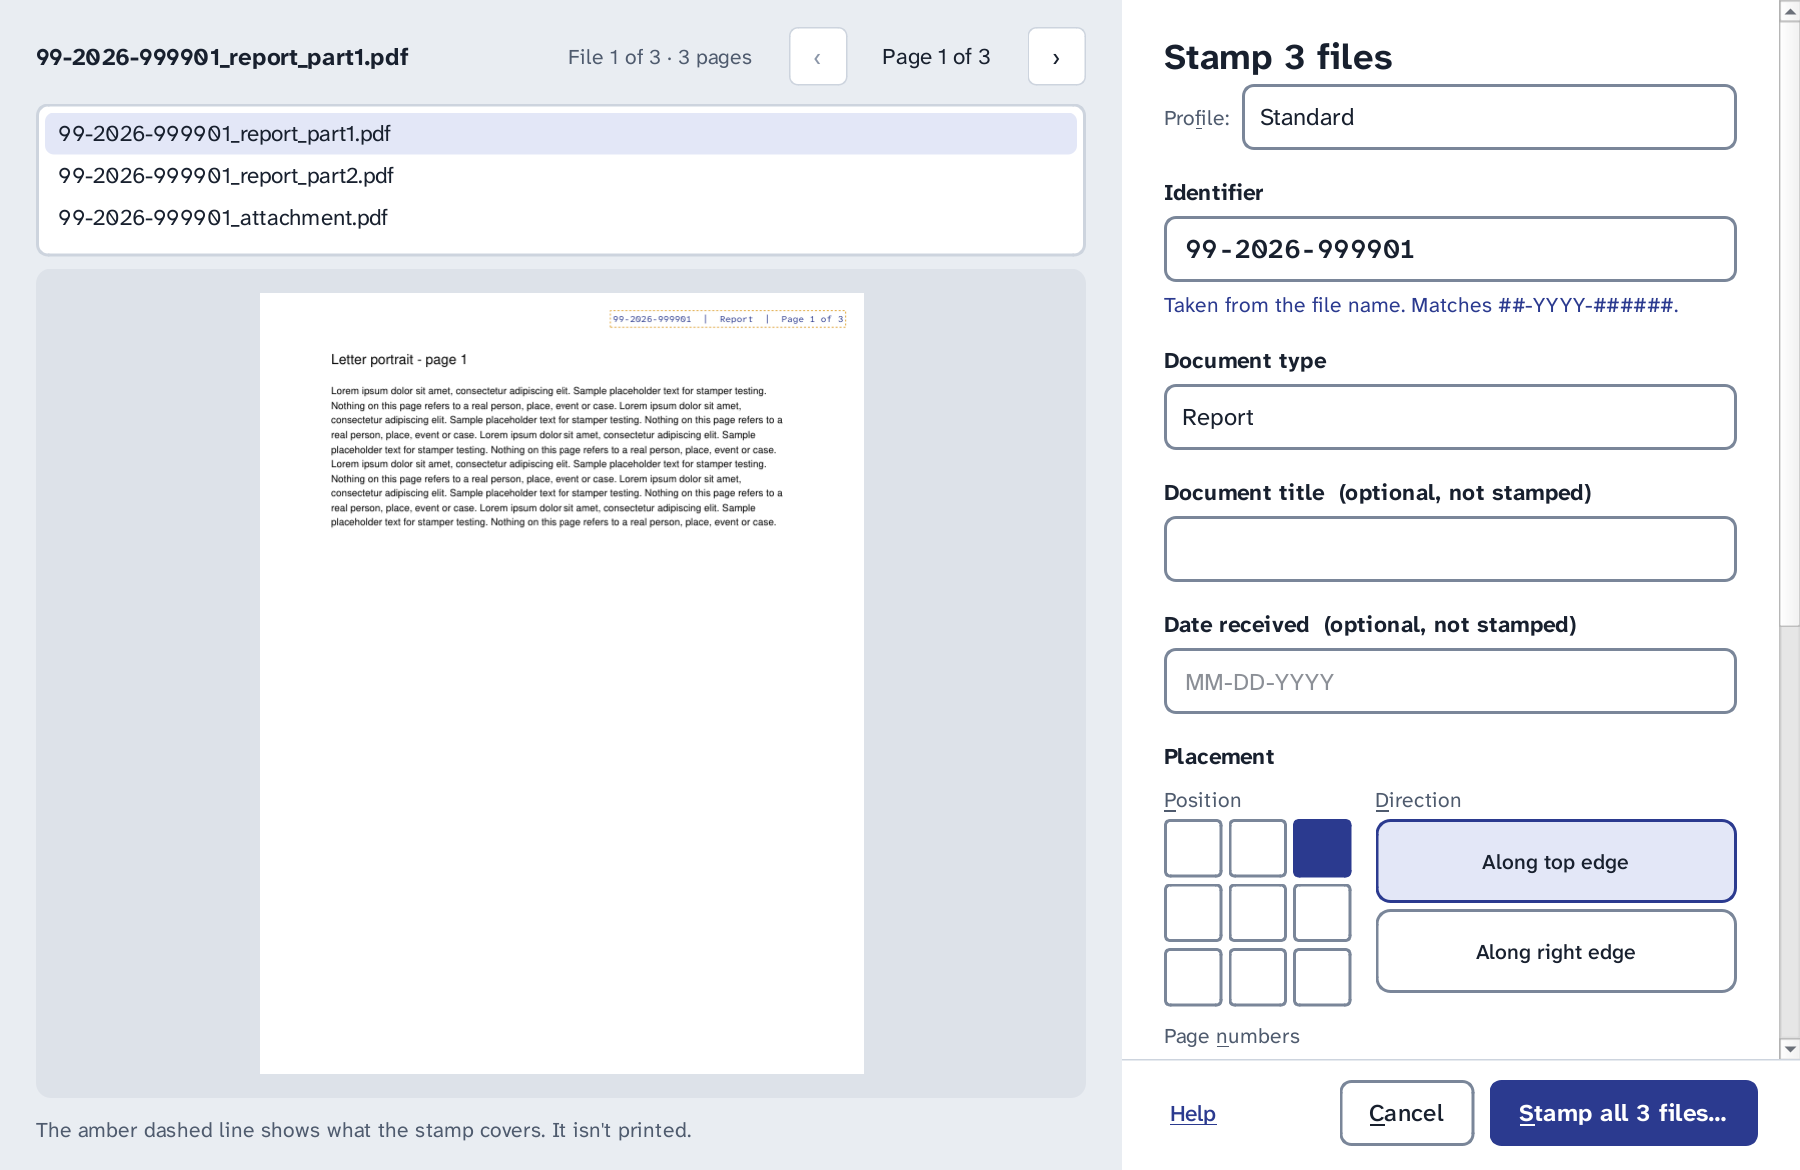 99-2026-999901_report_part1.pdf
File 1 of 3 · 3 pages
‹
Page 1 of 3
›
99-2026-999901_report_part1.pdf
99-2026-999901_report_part2.pdf
99-2026-999901_attachment.pdf
99-2026-999901 | Report | Page 1 of 3
Letter portrait - page 1
Lorem ipsum dolor sit amet, consectetur adipiscing elit. Sample placeholder text for stamper testing.
Nothing on this page refers to a real person, place, event or case. Lorem ipsum dolor sit amet,
consectetur adipiscing elit. Sample placeholder text for stamper testing. Nothing on this page refers to a
real person, place, event or case. Lorem ipsum dolor sit amet, consectetur adipiscing elit. Sample
placeholder text for stamper testing. Nothing on this page refers to a real person, place, event or case.
Lorem ipsum dolor sit amet, consectetur adipiscing elit. Sample placeholder text for stamper testing.
Nothing on this page refers to a real person, place, event or case. Lorem ipsum dolor sit amet,
consectetur adipiscing elit. Sample placeholder text for stamper testing. Nothing on this page refers to a
real person, place, event or case. Lorem ipsum dolor sit amet, consectetur adipiscing elit. Sample
placeholder text for stamper testing. Nothing on this page refers to a real person, place, event or case.
The amber dashed line shows what the stamp covers. It isn't printed.
Stamp 3 files
Profile: Standard
Identifier
99-2026-999901
Taken from the file name. Matches ##-YYYY-######.
Document type
Report
Document title (optional, not stamped)
Date received (optional, not stamped)
MM-DD-YYYY
Placement
Position
Direction
Along top edge
Along right edge
Page numbers
Help
Cancel
Stamp all 3 files...